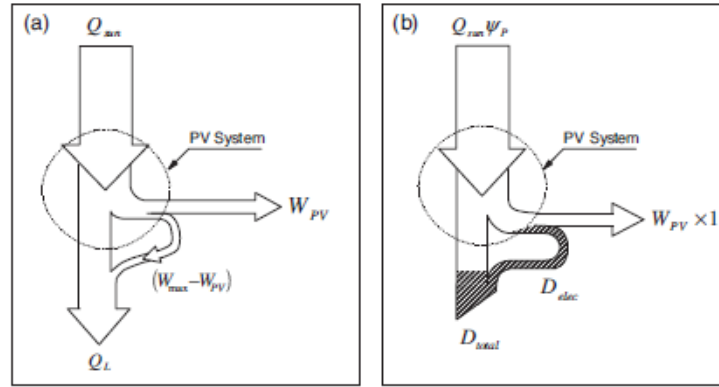 (a)
Q_sun
PV System
W_PV
(W_max–W_PV)
Q_L
(b)
Q_sun ψ_P
PV System
W_PV ×1
D_elec
D_total